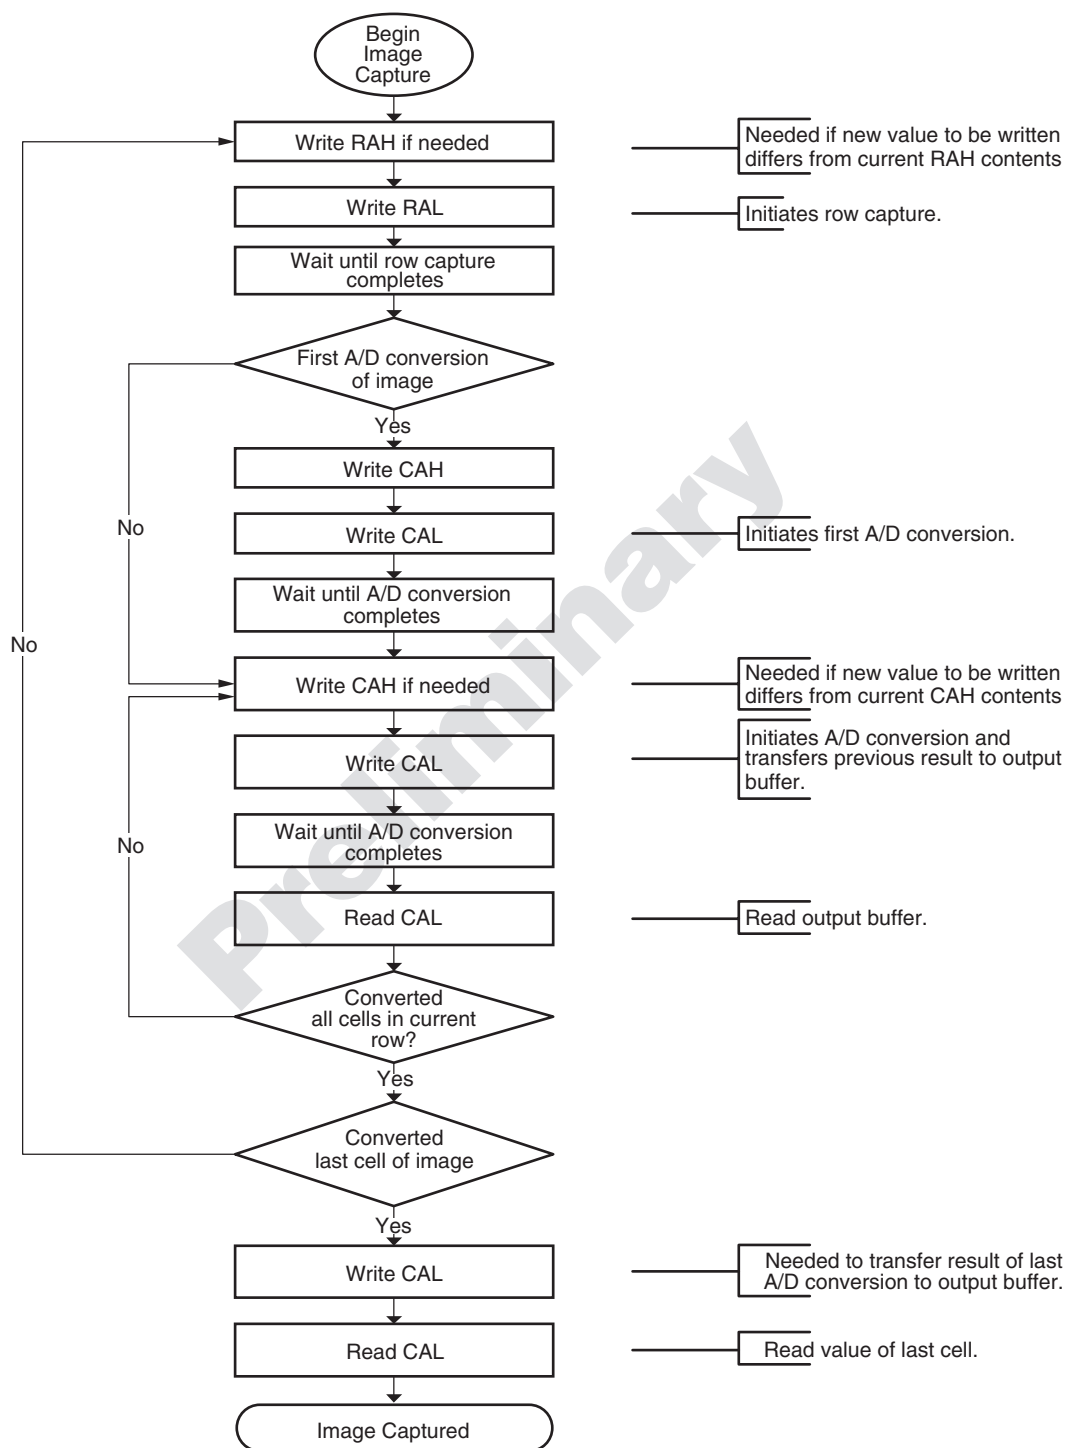 Begin
Image
Capture
Write RAH if needed
Needed if new value to be written
differs from current RAH contents
Write RAL
Initiates row capture.
Wait until row capture
completes
First A/D conversion
of image
Yes
Write CAH
No
Write CAL
Initiates first A/D conversion.
Wait until A/D conversion
completes
No
Write CAH if needed
Needed if new value to be written
differs from current CAH contents
Write CAL
Initiates A/D conversion and
transfers previous result to output
buffer.
Wait until A/D conversion
completes
No
Read CAL
Read output buffer.
Converted
all cells in current
row?
Yes
Converted
last cell of image
Yes
Write CAL
Needed to transfer result of last
A/D conversion to output buffer.
Read CAL
Read value of last cell.
Image Captured
Preliminary